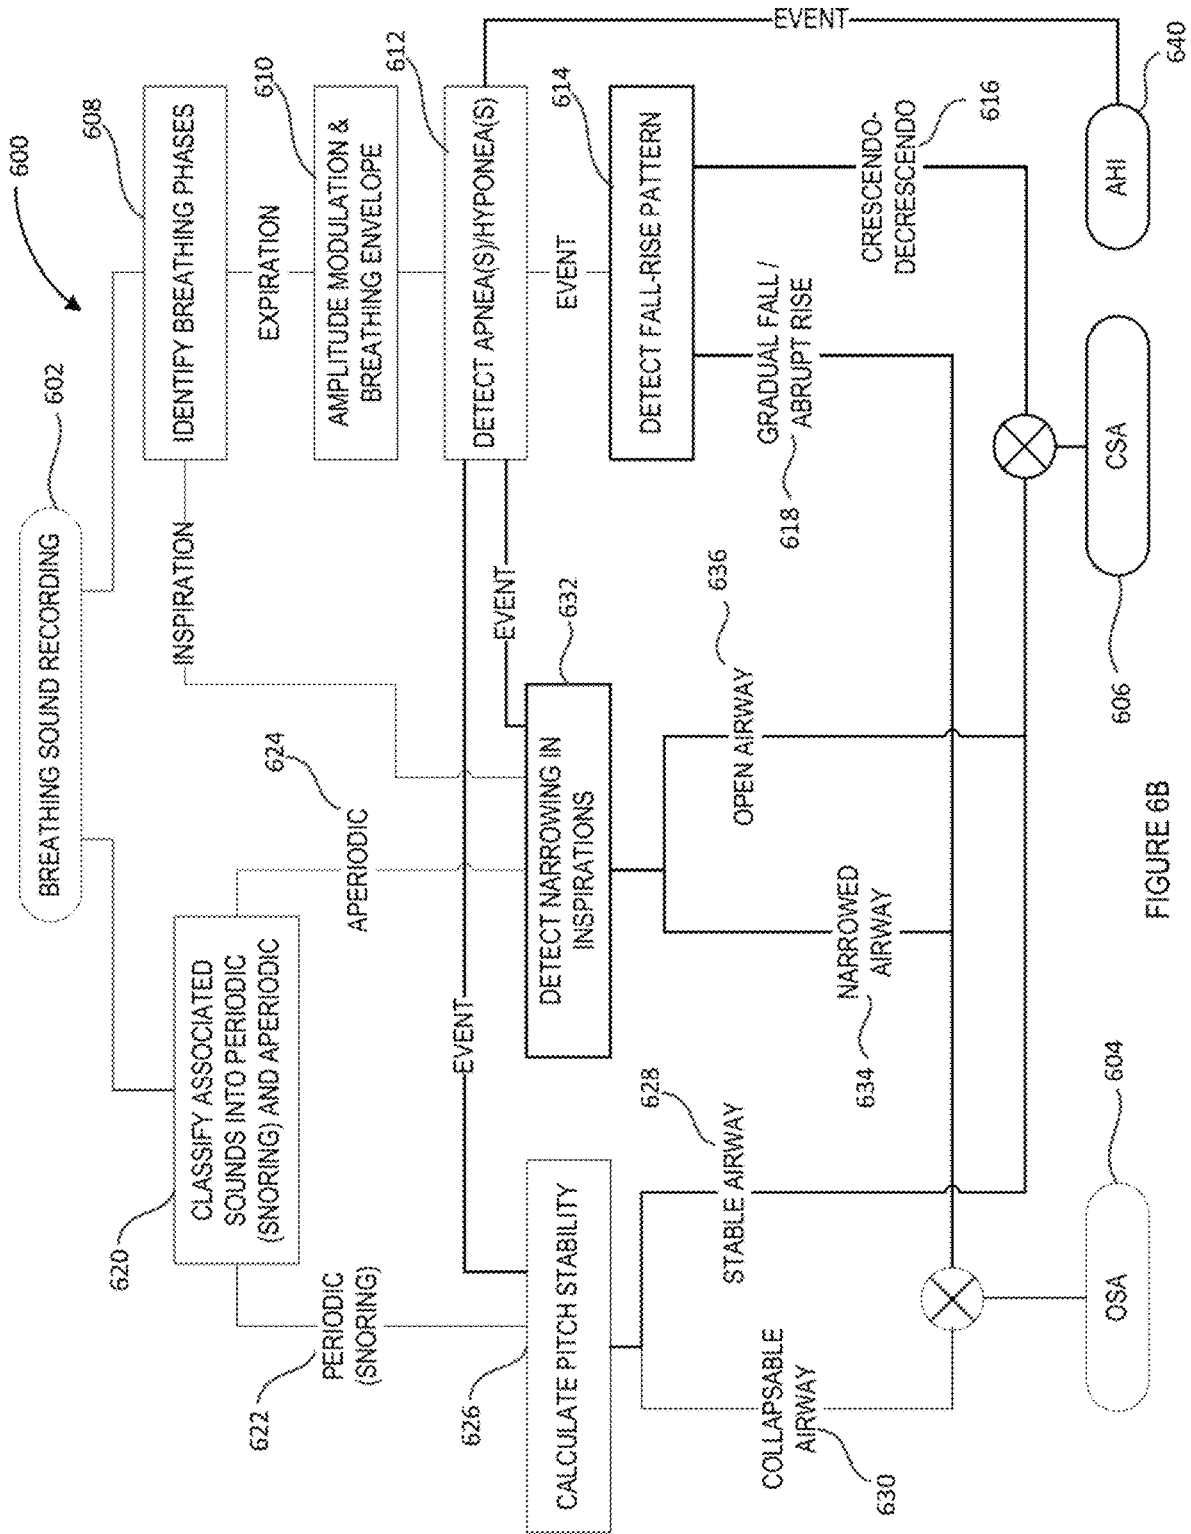 600
BREATHING SOUND RECORDING
602
CLASSIFY ASSOCIATED
SOUNDS INTO PERIODIC
(SNORING) AND APERIODIC
620
IDENTIFY BREATHING PHASES
608
INSPIRATION
EXPIRATION
AMPLITUDE MODULATION &
BREATHING ENVELOPE
610
PERIODIC
(SNORING)
622
APERIODIC
624
DETECT APNEA(S)/HYPONEA(S)
612
EVENT
EVENT
EVENT
EVENT
CALCULATE PITCH STABILITY
626
DETECT NARROWING IN
INSPIRATIONS
632
DETECT FALL-RISE PATTERN
614
COLLAPSABLE
AIRWAY
630
STABLE AIRWAY
628
NARROWED
AIRWAY
634
OPEN AIRWAY
636
GRADUAL FALL/
ABRUPT RISE
618
CRESCENDO-
DECRESCENDO
616
OSA
604
CSA
606
AHI
640
FIGURE 6B